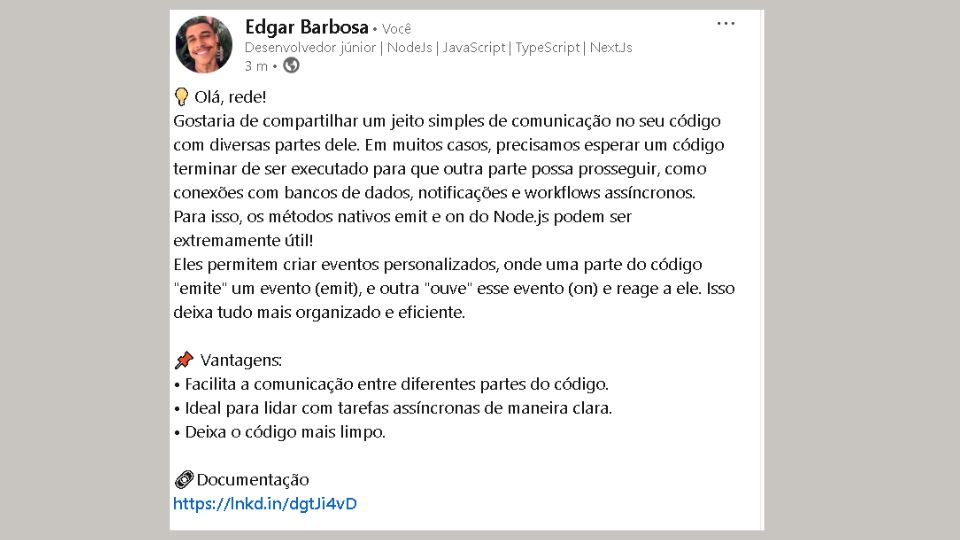 Edgar Barbosa • Você
Desenvolvedor júnior | NodeJs | JavaScript | TypeScript | NextJs
3 m •
Olá, rede!
Gostaria de compartilhar um jeito simples de comunicação no seu código
com diversas partes dele. Em muitos casos, precisamos esperar um código
terminar de ser executado para que outra parte possa prosseguir, como
conexões com bancos de dados, notificações e workflows assíncronos.
Para isso, os métodos nativos emit e on do Node.js podem ser
extremamente útil!
Eles permitem criar eventos personalizados, onde uma parte do código
"emite" um evento (emit), e outra "ouve" esse evento (on) e reage a ele. Isso
deixa tudo mais organizado e eficiente.
Vantagens:
• Facilita a comunicação entre diferentes partes do código.
• Ideal para lidar com tarefas assíncronas de maneira clara.
• Deixa o código mais limpo.
Documentação
https://lnkd.in/dgtJi4vD